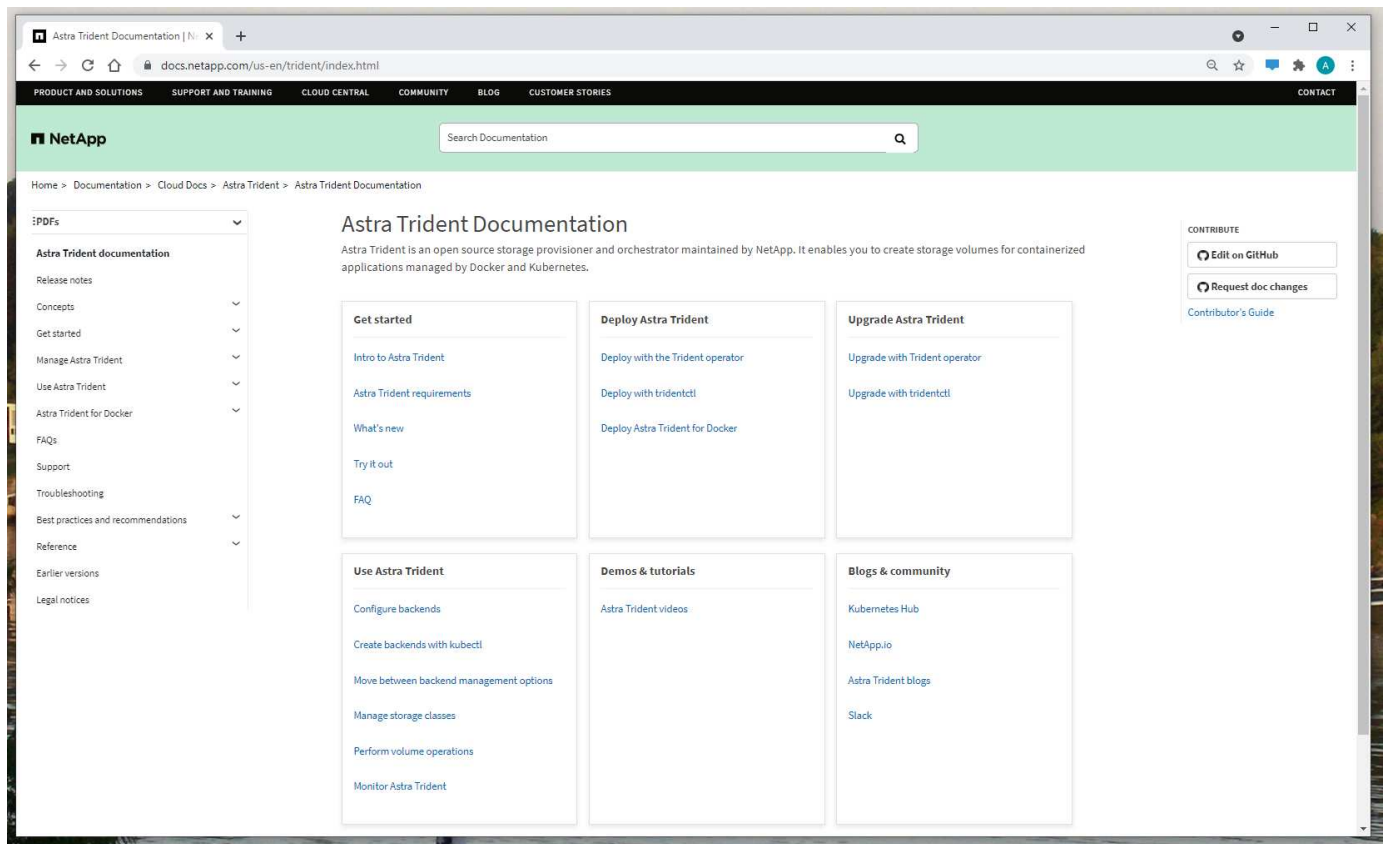 Astra Trident Documentation | Ne
docs.netapp.com/us-en/trident/index.html
A
PRODUCT AND SOLUTIONS SUPPORT AND TRAINING CLOUD CENTRAL COMMUNITY BLOG CUSTOMER STORIES CONTACT
NetApp
Search Documentation
Home > Documentation > Cloud Docs > Astra Trident > Astra Trident Documentation
PDFs
Astra Trident documentation
Release notes
Concepts
Get started
Manage Astra Trident
Use Astra Trident
Astra Trident for Docker
FAQs
Support
Troubleshooting
Best practices and recommendations
Reference
Earlier versions
Legal notices
Astra Trident Documentation
Astra Trident is an open source storage provisioner and orchestrator maintained by NetApp. It enables you to create storage volumes for containerized
applications managed by Docker and Kubernetes.
Get started
Intro to Astra Trident
Astra Trident requirements
What's new
Try it out
FAQ
Deploy Astra Trident
Deploy with the Trident operator
Deploy with tridentctl
Deploy Astra Trident for Docker
Upgrade Astra Trident
Upgrade with Trident operator
Upgrade with tridentctl
Use Astra Trident
Configure backends
Create backends with kubectl
Move between backend management options
Manage storage classes
Perform volume operations
Monitor Astra Trident
Demos & tutorials
Astra Trident videos
Blogs & community
Kubernetes Hub
NetApp.io
Astra Trident blogs
Slack
CONTRIBUTE
Edit on GitHub
Request doc changes
Contributor's Guide